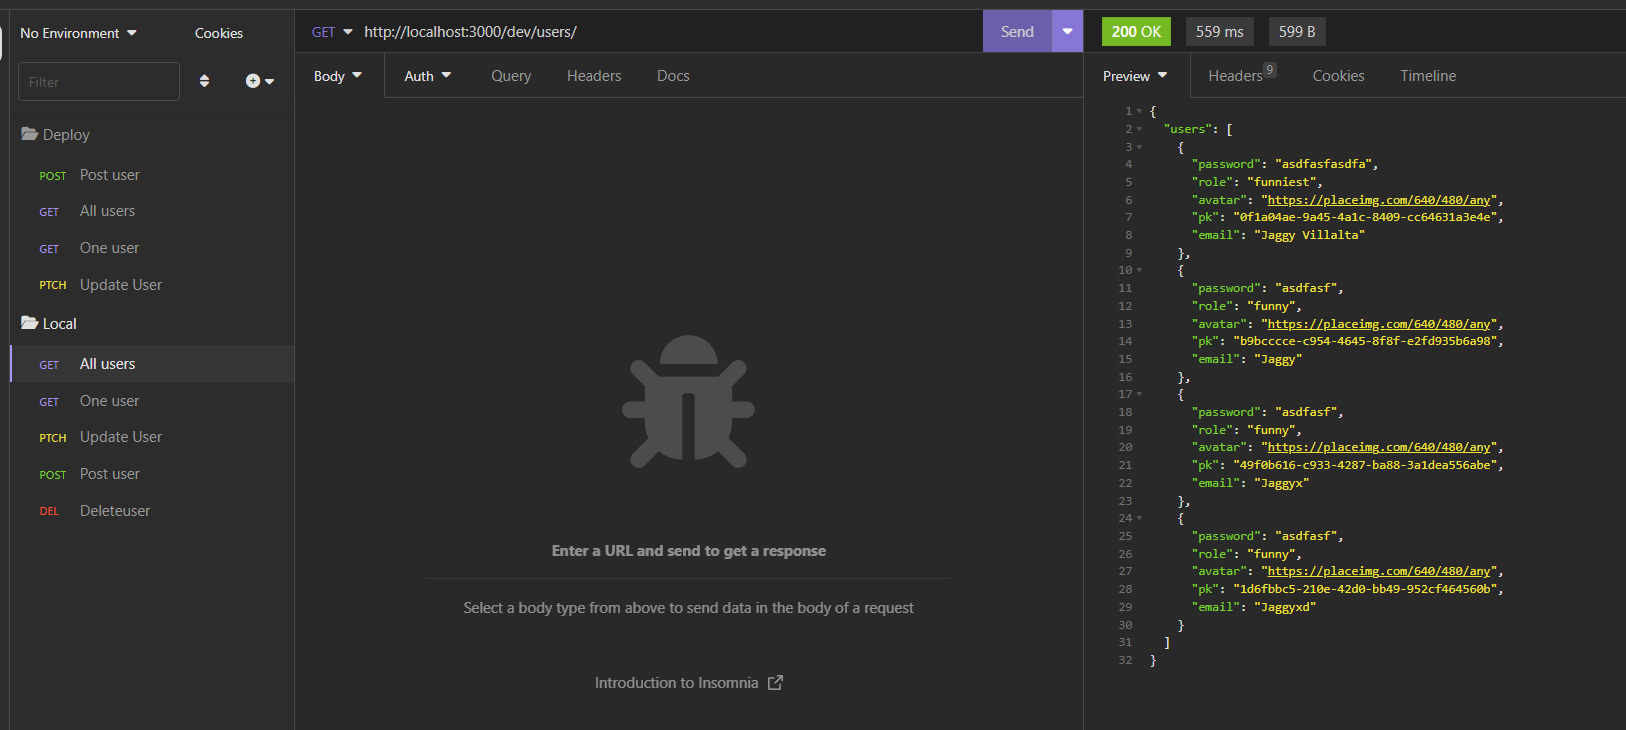 No Environment
Cookies
Filter
Deploy
POST Post user
GET All users
GET One user
PTCH Update User
Local
GET All users
GET One user
PTCH Update User
POST Post user
DEL Deleteuser
GET http://localhost:3000/dev/users/
Send
Body
Auth
Query
Headers
Docs
Enter a URL and send to get a response
Select a body type from above to send data in the body of a request
Introduction to Insomnia
200 OK
559 ms
599 B
Preview
Headers 9
Cookies
Timeline
1 {
2 "users": [
3 {
4 "password": "asdfasfasdfa",
5 "role": "funniest",
6 "avatar": "https://placeimg.com/640/480/any",
7 "pk": "0f1a04ae-9a45-4a1c-8409-cc64631a3e4e",
8 "email": "Jaggy Villalta"
9 },
10 {
11 "password": "asdfasf",
12 "role": "funny",
13 "avatar": "https://placeimg.com/640/480/any",
14 "pk": "b9bcccce-c954-4645-8f8f-e2fd935b6a98",
15 "email": "Jaggy"
16 },
17 {
18 "password": "asdfasf",
19 "role": "funny",
20 "avatar": "https://placeimg.com/640/480/any",
21 "pk": "49f0b616-c933-4287-ba88-3a1dea556abe",
22 "email": "Jaggyx"
23 },
24 {
25 "password": "asdfasf",
26 "role": "funny",
27 "avatar": "https://placeimg.com/640/480/any",
28 "pk": "1d6fbbc5-210e-42d0-bb49-952cf464560b",
29 "email": "Jaggyxd"
30 }
31 ]
32 }